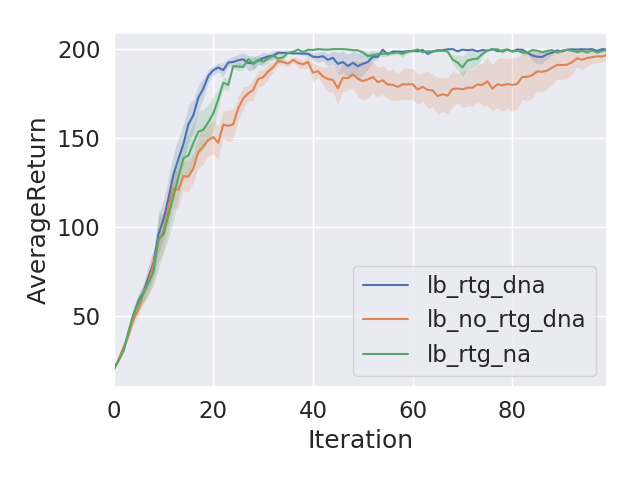 200
150
100
50
AverageReturn
lb_rtg_dna
lb_no_rtg_dna
lb_rtg_na
0 20 40 60 80
Iteration